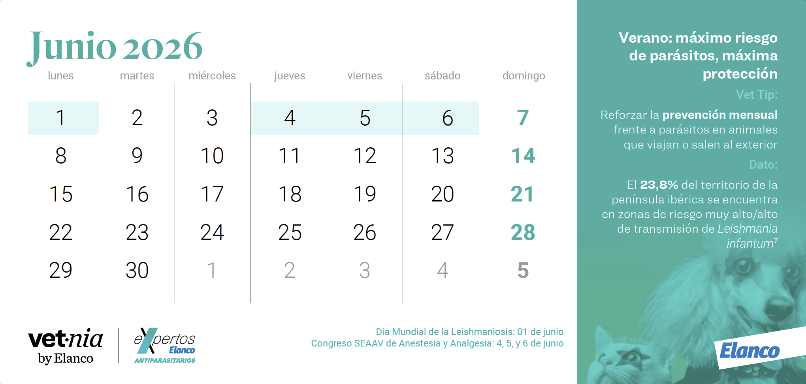 Junio 2026
lunes martes miércoles jueves viernes sábado domingo
1 2 3 4 5 6 7
8 9 10 11 12 13 14
15 16 17 18 19 20 21
22 23 24 25 26 27 28
29 30 1 2 3 4 5
vet·nia
by Elanco
eXpertos
Elanco
ANTIPARASITARIOS
Dia Mundial de la Leishmaniosis: 01 de junio
Congreso SEAAV de Anestesia y Analgesia: 4, 5, y 6 de junio
Verano: máximo riesgo
de parásitos, máxima
protección
Vet Tip:
Reforzar la prevención mensual
frente a parásitos en animales
que viajan o salen al exterior
Dato:
El 23,8% del territorio de la
península ibérica se encuentra
en zonas de riesgo muy alto/alto
de transmisión de Leishmania
infantum⁷
Elanco